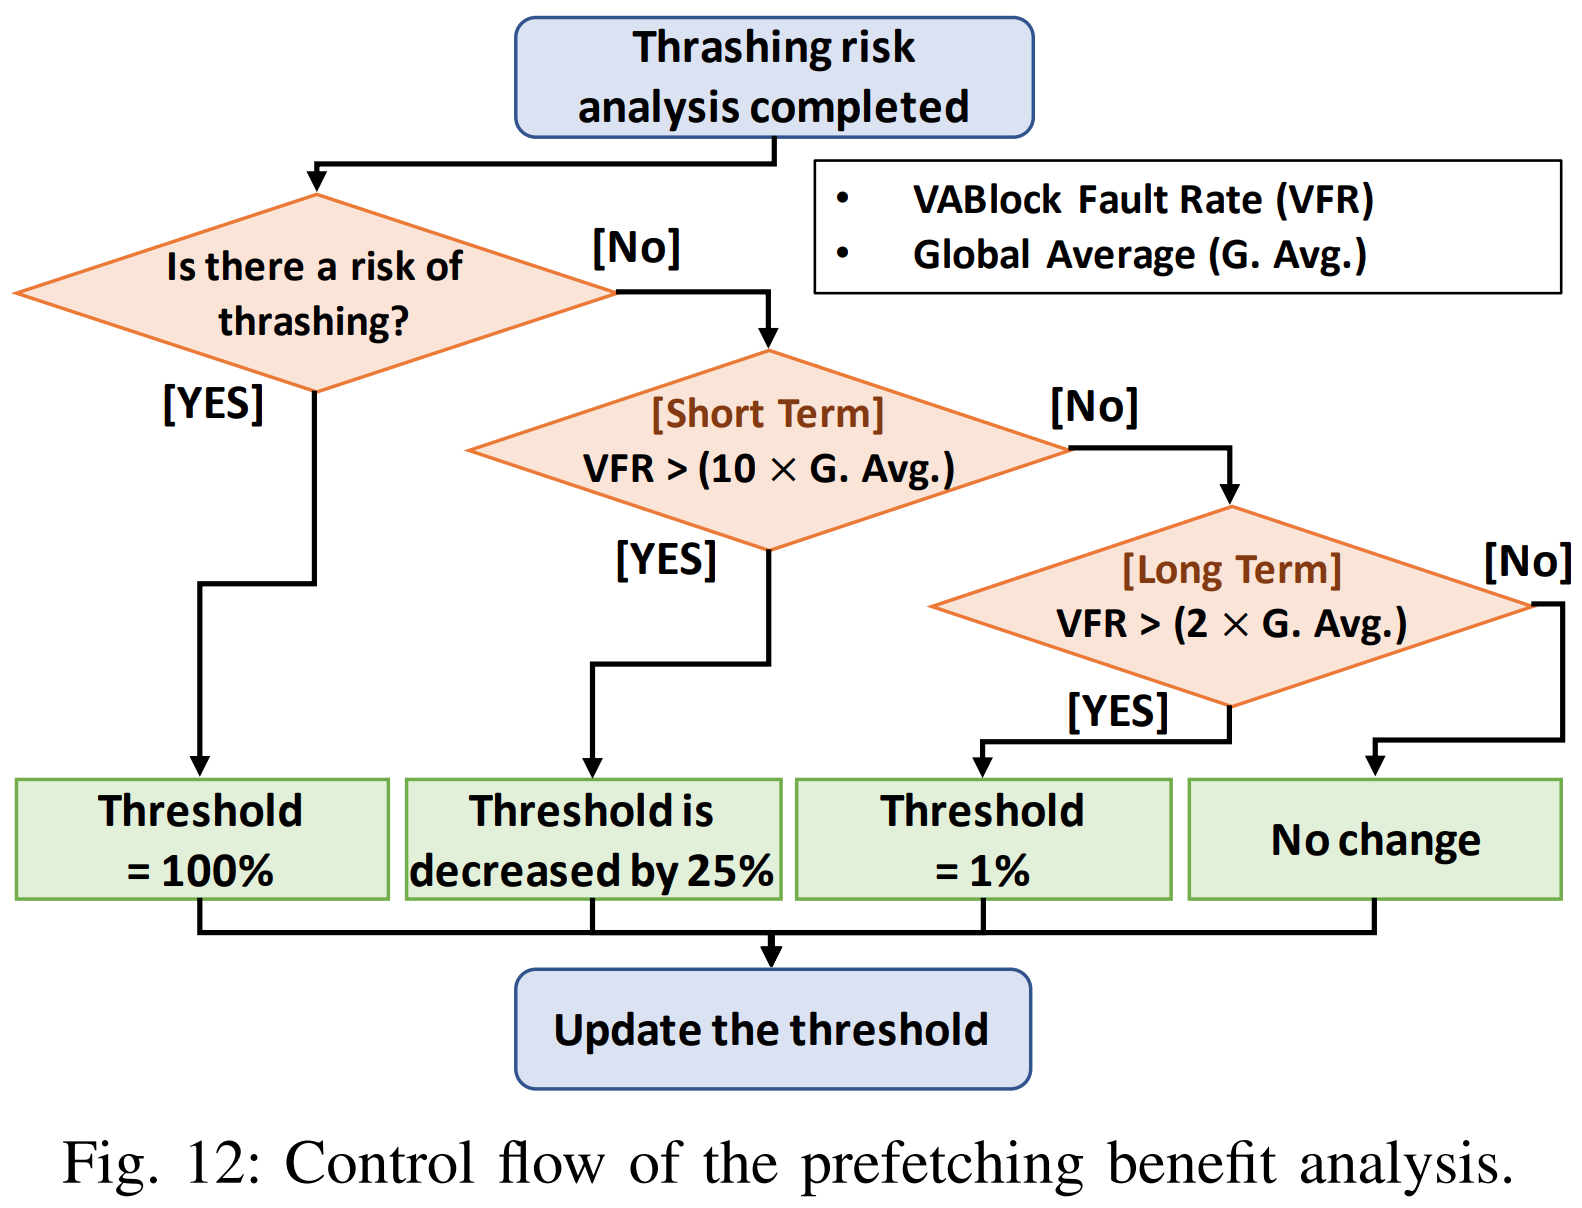 Thrashing risk
analysis completed
• VABlock Fault Rate (VFR)
• Global Average (G. Avg.)
Is there a risk of
thrashing?
[No]
[YES]
[Short Term]
VFR > (10 × G. Avg.)
[No]
[YES]
[Long Term]
VFR > (2 × G. Avg.)
[No]
[YES]
Threshold
= 100%
Threshold is
decreased by 25%
Threshold
= 1%
No change
Update the threshold
Fig. 12: Control flow of the prefetching benefit analysis.